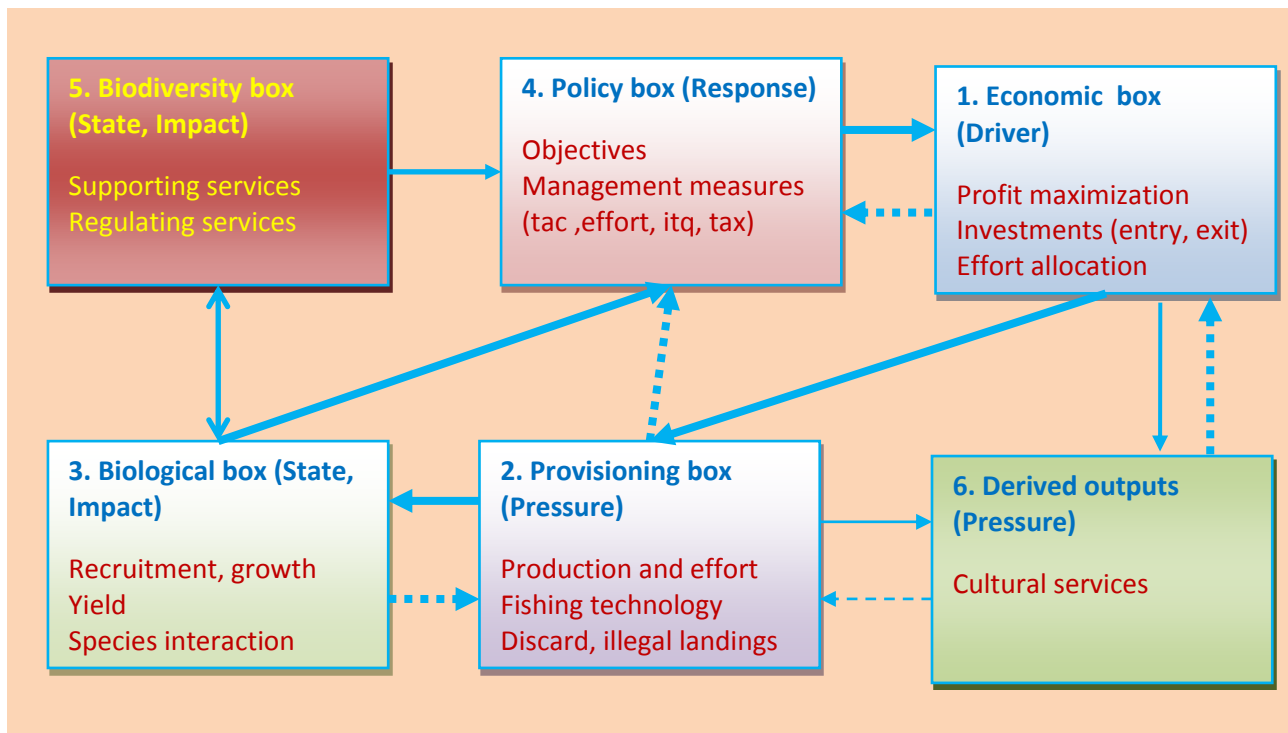 5. Biodiversity box
(State, Impact)
Supporting services
Regulating services
4. Policy box (Response)
Objectives
Management measures
(tac ,effort, itq, tax)
1. Economic box
(Driver)
Profit maximization
Investments (entry, exit)
Effort allocation
3. Biological box (State,
Impact)
Recruitment, growth
Yield
Species interaction
2. Provisioning box
(Pressure)
Production and effort
Fishing technology
Discard, illegal landings
6. Derived outputs
(Pressure)
Cultural services